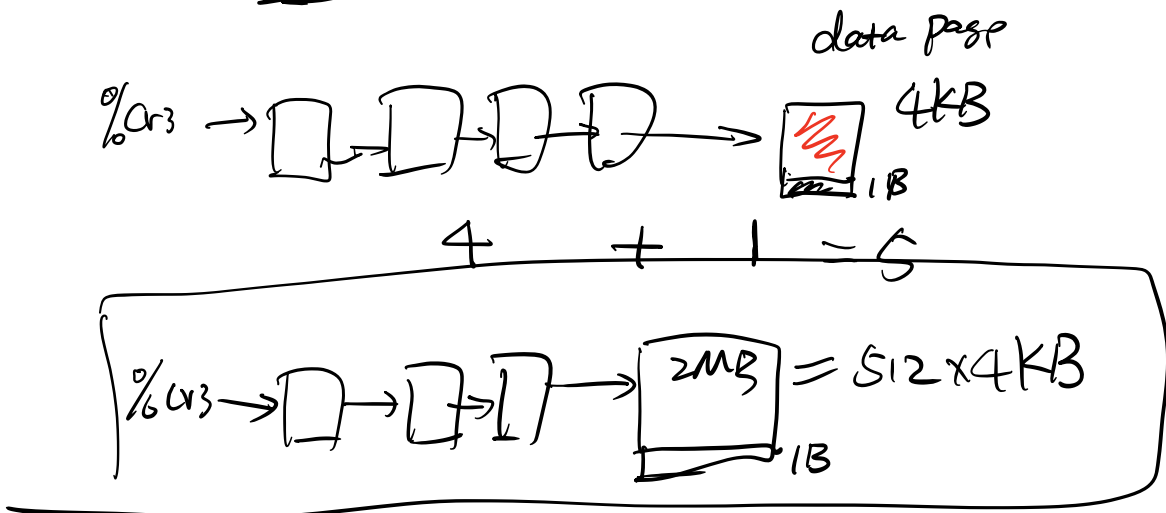 data page
%cr3 → 4KB
1B
4 + 1 = 5
%cr3 → 2MB = 512 x 4KB
1B